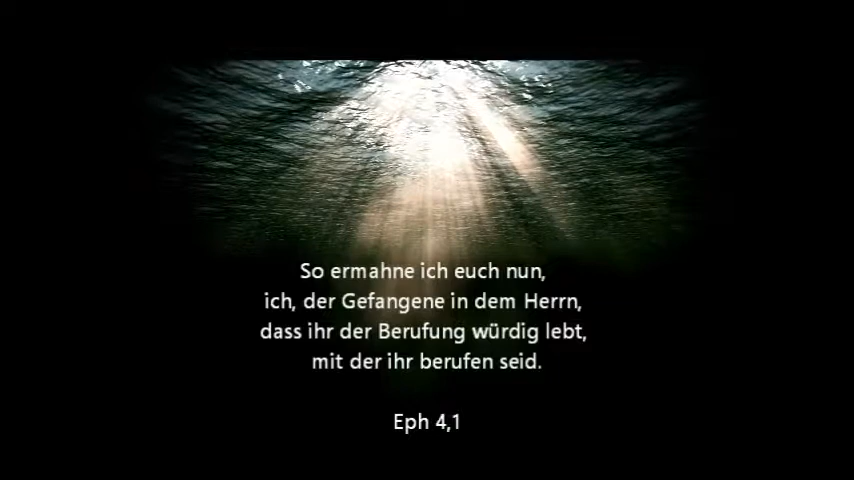 So ermahne ich euch nun,
ich, der Gefangene in dem Herrn,
dass ihr der Berufung würdig lebt,
mit der ihr berufen seid.
Eph 4,1